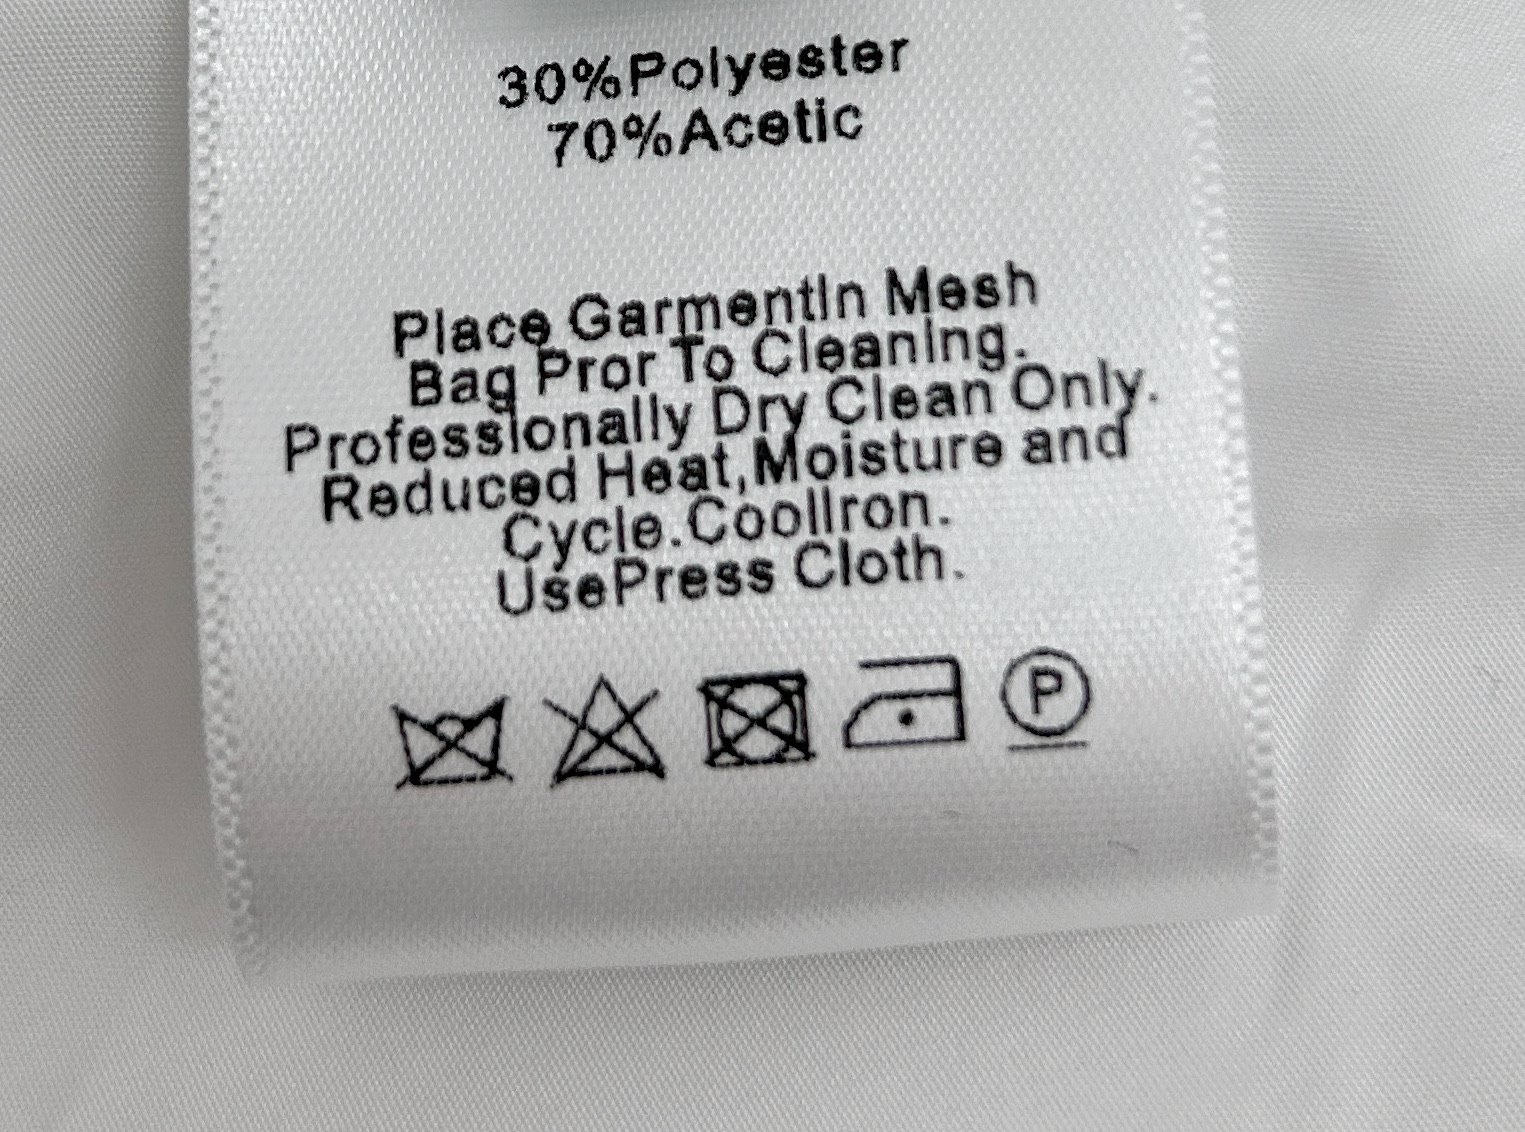 30%Polyester
70%Acetic
Place GarmentIn Mesh
Bag Pror To CleanIng.
ProfessIonally Dry Clean Only.
Reduced Heat,Moisture and
Cycle.CoolIron.
UsePress Cloth.
P